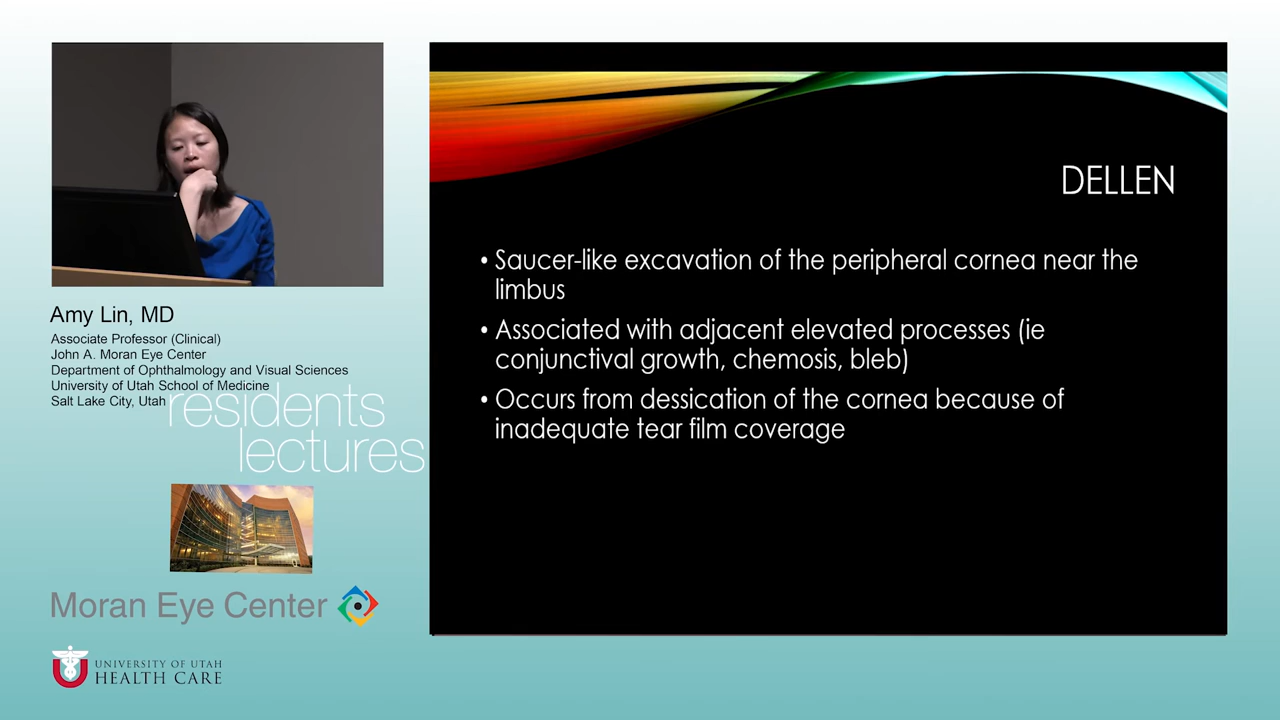 Amy Lin, MD
Associate Professor (Clinical)
John A. Moran Eye Center
Department of Ophthalmology and Visual Sciences
University of Utah School of Medicine
Salt Lake City, Utah
residents
lectures
Moran Eye Center
UNIVERSITY OF UTAH
HEALTH CARE
DELLEN
• Saucer-like excavation of the peripheral cornea near the
limbus
• Associated with adjacent elevated processes (ie
conjunctival growth, chemosis, bleb)
• Occurs from dessication of the cornea because of
inadequate tear film coverage